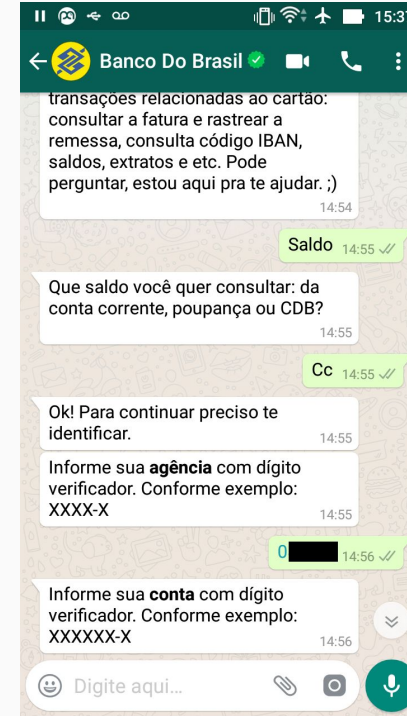 15:37
Banco Do Brasil
transações relacionadas ao cartão:
consultar a fatura e rastrear a
remessa, consulta código IBAN,
saldos, extratos e etc. Pode
perguntar, estou aqui pra te ajudar. ;)
14:54
Saldo 14:55
Que saldo você quer consultar: da
conta corrente, poupança ou CDB?
14:55
Cc 14:55
Ok! Para continuar preciso te
identificar.
14:55
Informe sua agência com dígito
verificador. Conforme exemplo:
XXXX-X
14:55
0 14:56
Informe sua conta com dígito
verificador. Conforme exemplo:
XXXXXX-X
14:56
Digite aqui...